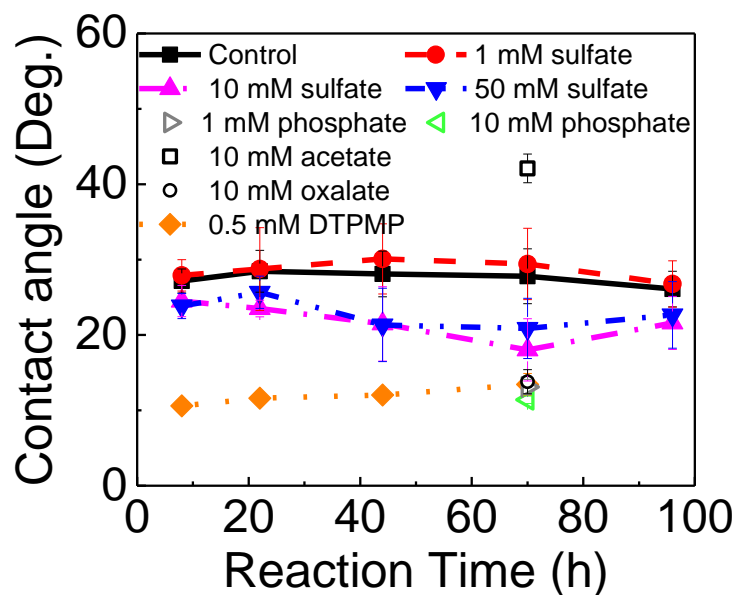 60
Control
1 mM sulfate
10 mM sulfate
50 mM sulfate
1 mM phosphate
10 mM phosphate
10 mM acetate
10 mM oxalate
0.5 mM DTPMP
40
20
0
Contact angle (Deg.)
0 20 40 60 80 100
Reaction Time (h)